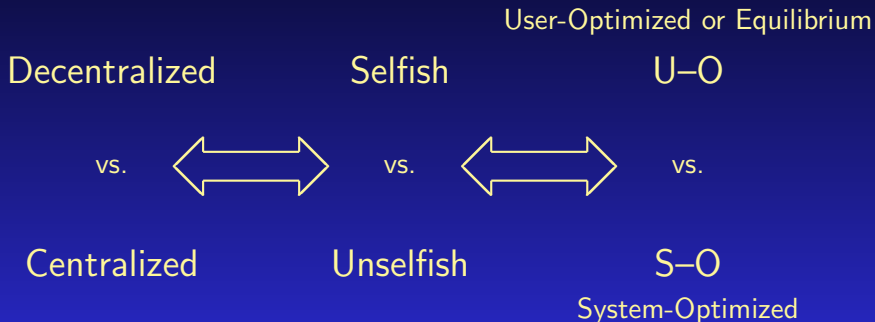 User-Optimized or Equilibrium
Decentralized Selfish U–O
vs. vs. vs.
Centralized Unselfish S–O
System-Optimized